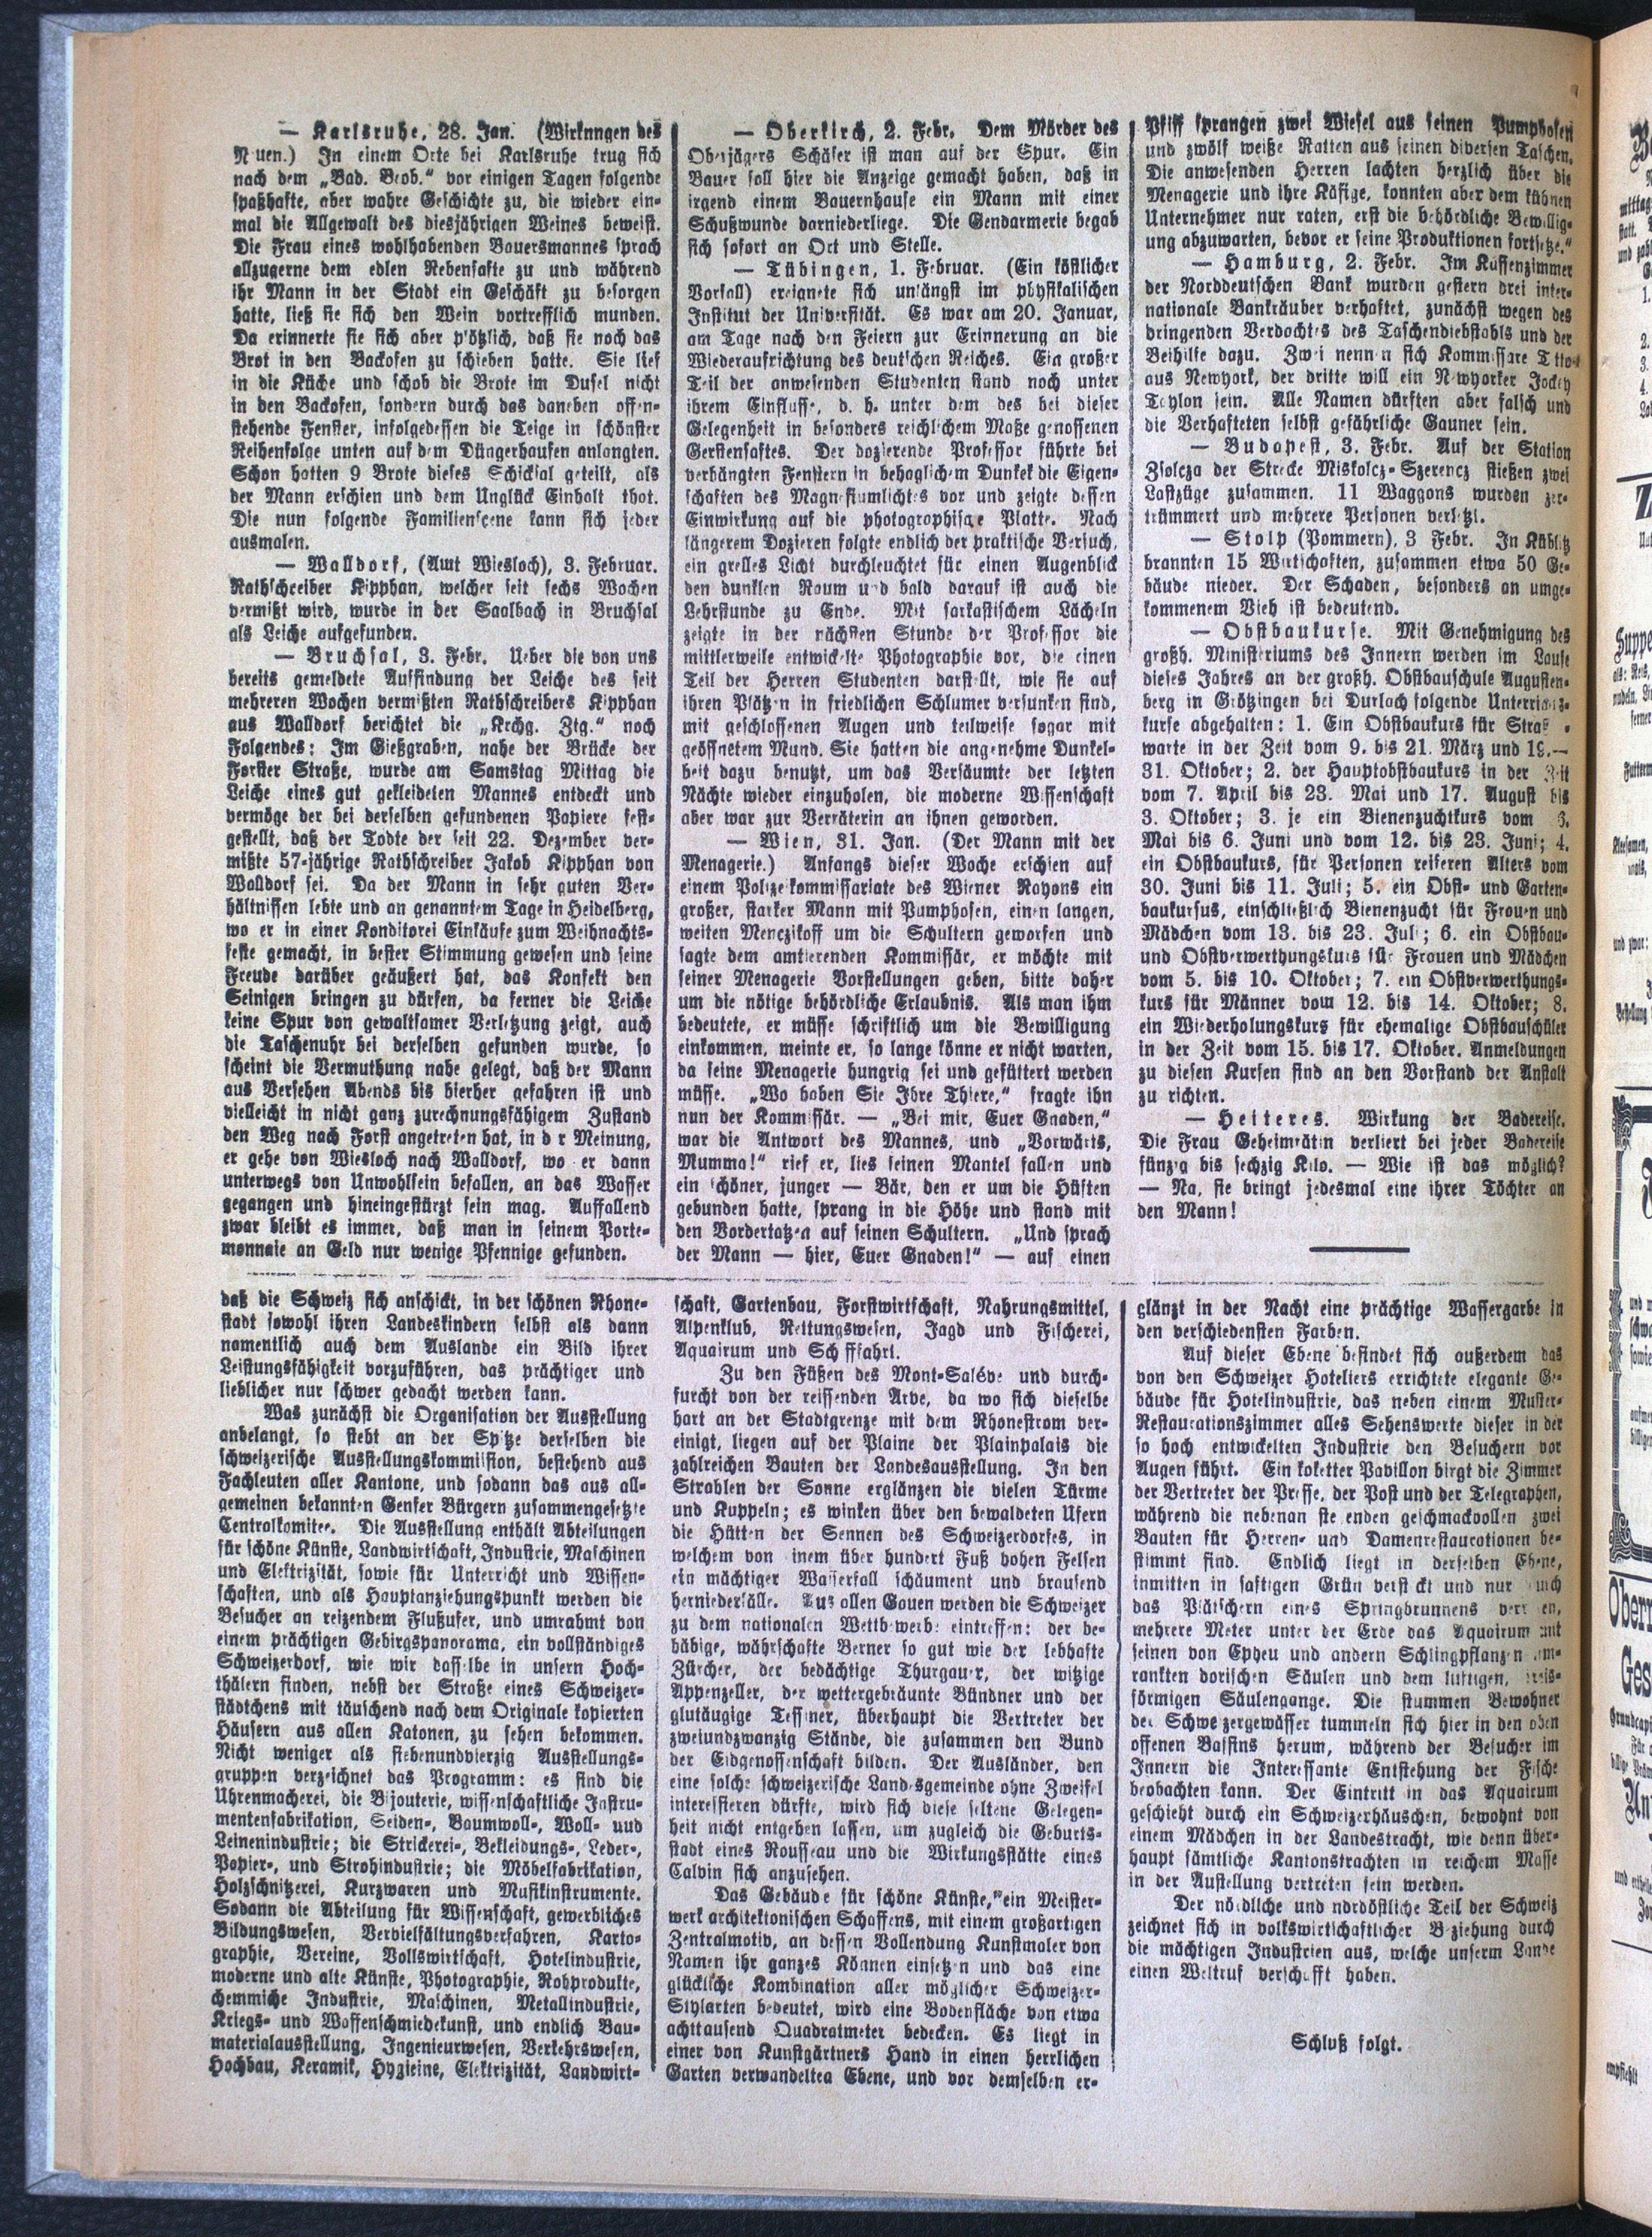 — Karlsruhe, 28. Jan. (Wirkungen des
N uen.) In einem Orte bei Karlsruhe trug sich
nach dem „Bad. Beob.“ vor einigen Tagen folgende
spaßhafte, aber wahre Geschichte zu, die wieder ein-
mal die Allgewalt des diesjährigen Weines beweist.
Die Frau eines wohlhabenden Bauersmannes sprach
allzugerne dem edlen Rebensafte zu und während
ihr Mann in der Stadt ein Geschäft zu besorgen
hatte, ließ sie sich den Wein vortrefflich munden.
Da erinnerte sie sich aber plötzlich, daß sie noch das
Brot in den Backofen zu schieben hatte. Sie lief
in die Küche und schob die Brote im Dusel nicht
in den Backofen, sondern durch das daneben offen-
stehende Fenster, infolgedessen die Teige in schönster
Reihenfolge unten auf dem Düngerhaufen anlangten.
Schon hatten 9 Brote dieses Schicksal geteilt, als
der Mann erschien und dem Unglück Einhalt that.
Die nun folgende Familienscene kann sich jeder
ausmalen.
— Walldorf, (Amt Wiesloch), 3. Februar.
Rathschreiber Kipphan, welcher seit sechs Wochen
vermißt wird, wurde in der Saalbach in Bruchsal
als Leiche aufgefunden.
— Bruchsal, 3. Febr. Ueber die von uns
bereits gemeldete Auffindung der Leiche des seit
mehreren Wochen vermißten Rathschreibers Kipphan
aus Walldorf berichtet die „Krchg. Ztg.“ noch
Folgendes: Im Gießgraben, nahe der Brücke der
Forster Straße, wurde am Samstag Mittag die
Leiche eines gut gekleideten Mannes entdeckt und
vermöge der bei derselben gefundenen Papiere fest-
gestellt, daß der Todte der seit 22. Dezember ver-
mißte 57-jährige Rathschreiber Jakob Kipphan von
Walldorf sei. Da der Mann in sehr guten Ver-
hältnissen lebte und an genanntem Tage in Heidelberg,
wo er in einer Konditorei Einkäufe zum Weihnachts-
feste gemacht, in bester Stimmung gewesen und seine
Freude darüber geäußert hat, das Konfekt den
Seinigen bringen zu dürfen, da ferner die Leiche
keine Spur von gewaltsamer Verletzung zeigt, auch
die Taschenuhr bei derselben gefunden wurde, so
scheint die Vermuthung nahe gelegt, daß der Mann
aus Versehen Abends bis hierher gefahren ist und
vielleicht in nicht ganz zurechnungsfähigem Zustand
den Weg nach Forst angetreten hat, in d r Meinung,
er gehe von Wiesloch nach Walldorf, wo er dann
unterwegs von Unwohlsein befallen, an das Wasser
gegangen und hineingestürzt sein mag. Auffallend
zwar bleibt es immer, daß man in seinem Porte-
monnaie an Geld nur wenige Pfennige gefunden.
— Oberkirch, 2. Febr. Dem Mörder des
Oberjägers Schäfer ist man auf der Spur. Ein
Bauer soll hier die Anzeige gemacht haben, daß in
irgend einem Bauernhause ein Mann mit einer
Schußwunde darniederliege. Die Gendarmerie begab
sich sofort an Ort und Stelle.
— Tübingen, 1. Februar. (Ein köstlicher
Vorfall) ereignete sich unlängst im physikalischen
Institut der Universität. Es war am 20. Januar,
am Tage nach den Feiern zur Erinnerung an die
Wiederaufrichtung des deutschen Reiches. Ein großer
Teil der anwesenden Studenten stand noch unter
ihrem Einflusse, d. h. unter dem des bei dieser
Gelegenheit in besonders reichlichem Maße genossenen
Gerstensaftes. Der dozierende Professor führte bei
verhängten Fenstern in behaglichem Dunkel die Eigen-
schaften des Magnesiumlichtes vor und zeigte dessen
Einwirkung auf die photographische Platte. Nach
längerem Dozieren folgte endlich der praktische Versuch,
ein grelles Licht durchleuchtet für einen Augenblick
den dunklen Raum und bald darauf ist auch die
Lehrstunde zu Ende. Mit sarkastischem Lächeln
zeigte in der nächsten Stunde der Professor die
mittlerweile entwickelte Photographie vor, die einen
Teil der Herren Studenten darstellt, wie sie auf
ihren Plätzen in friedlichen Schlumer versunken sind,
mit geschlossenen Augen und teilweise sogar mit
geöffnetem Mund. Sie hatten die angenehme Dunkel-
heit dazu benutzt, um das Versäumte der letzten
Nächte wieder einzuholen, die moderne Wissenschaft
aber war zur Verräterin an ihnen geworden.
— Wien, 31. Jan. (Der Mann mit der
Menagerie.) Anfangs dieser Woche erschien auf
einem Polizeikommissariate des Wiener Rayons ein
großer, starker Mann mit Pumphosen, einen langen,
weiten Menczikoff um die Schultern geworfen und
sagte dem amtierenden Kommissär, er möchte mit
seiner Menagerie Vorstellungen geben, bitte daher
um die nötige behördliche Erlaubnis. Als man ihm
bedeutete, er müsse schriftlich um die Bewilligung
einkommen, meinte er, so lange könne er nicht warten,
da seine Menagerie hungrig sei und gefüttert werden
müsse. „Wo haben Sie Ihre Thiere,“ fragte ihn
nun der Kommissär. — „Bei mir, Euer Gnaden,“
war die Antwort des Mannes, und „Vorwärts,
Mumma!“ rief er, lies seinen Mantel fallen und
ein schöner, junger — Bär, den er um die Hüften
gebunden hatte, sprang in die Höhe und stand mit
den Vordertatzen auf seinen Schultern. „Und sprach
der Mann — hier, Euer Gnaden!“ — auf einen
Pfiff sprangen zwei Wiesel aus seinen Pumphosen
und zwölf weiße Ratten aus seinen diversen Taschen.
Die anwesenden Herren lachten herzlich über die
Menagerie und ihre Käfige, konnten aber dem kühnen
Unternehmer nur raten, erst die behördliche Bewillig-
ung abzuwarten, bevor er seine Produktionen fortsetze.“
— Hamburg, 2. Febr. Im Kassenzimmer
der Norddeutschen Bank wurden gestern drei inter-
nationale Bankräuber verhaftet, zunächst wegen des
dringenden Verdachtes des Taschendiebstahls und der
Beihilfe dazu. Zwei nennen sich Kommissare
aus Newyork, der dritte will ein Newyorker Jockey
Taylon sein. Alle Namen dürften aber falsch und
die Verhafteten selbst gefährliche Gauner sein.
— Budapest, 3. Febr. Auf der Station
Zsolcza der Strecke Miskolcz-Szerencz stießen zwei
Lastzüge zusammen. 11 Waggons wurden zer-
trümmert und mehrere Personen verletzt.
— Stolp (Pommern), 3 Febr. In Küblitz
brannten 15 Wirtschaften, zusammen etwa 50 Ge-
bäude nieder. Der Schaden, besonders an umge-
kommenem Vieh ist bedeutend.
— Obstbaukurse. Mit Genehmigung des
großh. Ministeriums des Innern werden im Laufe
dieses Jahres an der großh. Obstbauschule Augusten-
berg in Grötzingen bei Durlach folgende Unterrichts-
kurse abgehalten: 1. Ein Obstbaukurs für Straß -
warte in der Zeit vom 9. bis 21. März und 19.—
31. Oktober; 2. der Hauptobstbaukurs in der Zeit
vom 7. April bis 23. Mai und 17. August bis
3. Oktober; 3. je ein Bienenzuchtkurs vom
Mai bis 6. Juni und vom 12. bis 23. Juni; 4.
ein Obstbaukurs, für Personen reiferen Alters vom
30. Juni bis 11. Juli; 5. ein Obst- und Garten-
baukursus, einschließlich Bienenzucht für Frauen und
Mädchen vom 13. bis 23. Juli; 6. ein Obstbau-
und Obstverwerthungskurs für Frauen und Mädchen
vom 5. bis 10. Oktober; 7. ein Obstverwerthungs-
kurs für Männer vom 12. bis 14. Oktober; 8.
ein Wiederholungskurs für ehemalige Obstbauschüler
in der Zeit vom 15. bis 17. Oktober. Anmeldungen
zu diesen Kursen sind an den Vorstand der Anstalt
zu richten.
— Heiteres. Wirkung der Badereise.
Die Frau Geheimrätin verliert bei jeder Badereise
fünzig bis sechzig Kilo. — Wie ist das möglich?
— Na, sie bringt jedesmal eine ihrer Töchter an
den Mann!
daß die Schweiz sich anschickt, in der schönen Rhone-
stadt sowohl ihren Landeskindern selbst als dann
namentlich auch dem Auslande ein Bild ihrer
Leistungsfähigkeit vorzuführen, das prächtiger und
lieblicher nur schwer gedacht werden kann.
Was zunächst die Organisation der Ausstellung
anbelangt, so steht an der Spitze derselben die
schweizerische Ausstellungskommission, bestehend aus
Fachleuten aller Kantone, und sodann das aus all-
gemeinen bekannten Genfer Bürgern zusammengesetzte
Centralkomitee. Die Ausstellung enthält Abteilungen
für schöne Künste, Landwirtschaft, Industrie, Maschinen
und Elektrizität, sowie für Unterricht und Wissen-
schaften, und als Hauptanziehungspunkt werden die
Besucher an reizendem Flußufer, und umrahmt von
einem prächtigen Gebirgspanorama, ein vollständiges
Schweizerdorf, wie wir dasselbe in unsern Hoch-
thälern finden, nebst der Straße eines Schweizer-
städtchens mit täuschend nach dem Originale kopierten
Häusern aus allen Katonen, zu sehen bekommen.
Nicht weniger als siebenundvierzig Ausstellungs-
gruppen verzeichnet das Programm: es sind die
Uhrenmacherei, die Bijouterie, wissenschaftliche Instru-
mentenfabrikation, Seiden-, Baumwoll-, Woll- und
Leinenindustrie; die Strickerei-, Bekleidungs-, Leder-,
Papier-, und Strohindustrie; die Möbelfabrikation,
Holzschnitzerei, Kurzwaren und Musikinstrumente.
Sodann die Abteilung für Wissenschaft, gewerbliches
Bildungswesen, Verbielfältungsverfahren, Karto-
graphie, Vereine, Vollswirtschaft, Hotelindustrie,
moderne und alte Künste, Photographie, Rohprodukte,
chemmiche Industrie, Maschinen, Metallindustrie,
Kriegs- und Waffenschmiedekunst, und endlich Bau-
materialausstellung, Ingenieurwesen, Verkehrswesen,
Hochbau, Keramik, Hygieine, Elektrizität, Landwirt-
schaft, Gartenbau, Forstwirtschaft, Nahrungsmittel,
Alpenklub, Rettungswesen, Jagd und Fischerei,
Aquairum und Sch fffahrt.
Zu den Füßen des Mont-Saléve und durch-
furcht von der reissenden Arve, da wo sich dieselbe
hart an der Stadtgrenze mit dem Rhonestrom ver-
einigt, liegen auf der Plaine der Plainpalais die
zahlreichen Bauten der Landesausstellung. In den
Strahlen der Sonne erglänzen die vielen Türme
und Kuppeln; es winken über den bewaldeten Ufern
die Hütten der Sennen des Schweizerdorfes, in
welchem von inem über hundert Fuß hohen Felsen
ein mächtiger Wasserfall schäument und brausend
herniederfälle. Aus allen Gauen werden die Schweizer
zu dem nationalen Wettbewerbe eintreffen: der be-
häbige, währschafte Berner so gut wie der lebhafte
Zürcher, der bedächtige Thurgauer, der witzige
Appenzeller, der wettergebräunte Bündner und der
glutäugige Tessiner, überhaupt die Vertreter der
zweiundzwanzig Stände, die zusammen den Bund
der Eidgenossenschaft bilden. Der Ausländer, den
eine solche schweizerische Landesgemeinde ohne Zweifel
interessieren dürfte, wird sich diese seltene Gelegen-
heit nicht entgehen lassen, um zugleich die Geburts-
stadt eines Rousseau und die Wirkungsstätte eines
Calvin sich anzusehen.
Das Gebäude für schöne Künste, ein Meister-
werk architektonischen Schaffens, mit einem großartigen
Zentralmotiv, an dessen Vollendung Kunstmaler von
Namen ihr ganzes Können einsetzen und das eine
glückliche Kombination aller möglicher Schweizer-
Stylarten bedeutet, wird eine Bodenfläche von etwa
achttausend Quadratmeter bedecken. Es liegt in
einer von Kunstgärtners Hand in einen herrlichen
Garten verwandelten Ebene, und vor demselben er-
glänzt in der Nacht eine prächtige Wassergarbe in
den verschiedensten Farben.
Auf dieser Ebene befindet sich außerdem das
von den Schweizer Hoteliers errichtete elegante Ge-
bäude für Hotelindustrie, das neben einem Muster-
Restaurationszimmer alles Sehenswerte dieser in der
so hoch entwickelten Industrie den Besuchern vor
Augen führt. Ein koketter Pavillon birgt die Zimmer
der Vertreter der Presse, der Post und der Telegraphen,
während die nebenan ste enden geschmackvollen zwei
Bauten für Herren- und Damenrestaurationen be-
stimmt sind. Endlich liegt in derselben Ebene,
inmitten in saftigen Grün verst ckt und nur
das Plätschern eines Springbrunnens
mehrere Meter unter der Erde das Aquairum mit
seinen von Epheu und andern Schlingpflanzen um-
rankten dorischen Säulen und dem luftigen, kreis-
förmigen Säulengange. Die stummen Bewohner
der Schwe zergewässer tummeln sich hier in den oben
offenen Bassins herum, während der Besucher im
Innern die Interessante Entstehung der Fische
beobachten kann. Der Eintritt in das Aquairum
geschieht durch ein Schweizerhäuschen, bewohnt von
einem Mädchen in der Landestracht, wie denn über-
haupt sämtliche Kantonstrachten in reichem Masse
in der Austellung vertreten sein werden.
Der nördliche und nordöstliche Teil der Schweiz
zeichnet sich in volkswirtschaftlicher Beziehung durch
die mächtigen Industrien aus, welche unserm Lande
einen Weltruf verschafft haben.
Schluß folgt.